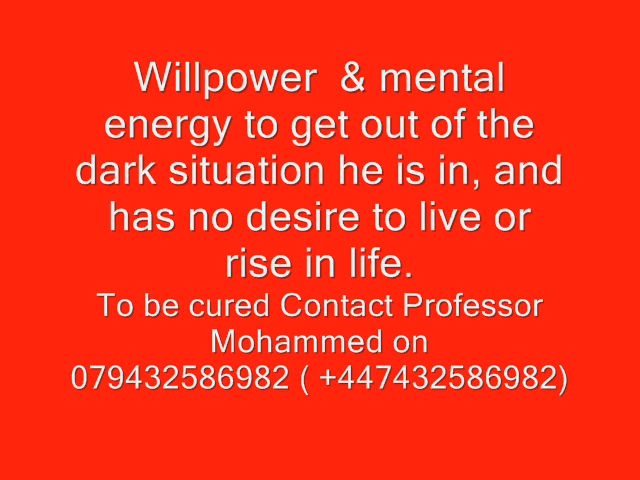 Willpower  & mental
energy to get out of the
dark situation he is in, and
has no desire to live or
rise in life.
To be cured Contact Professor
Mohammed on
079432586982 ( +447432586982)